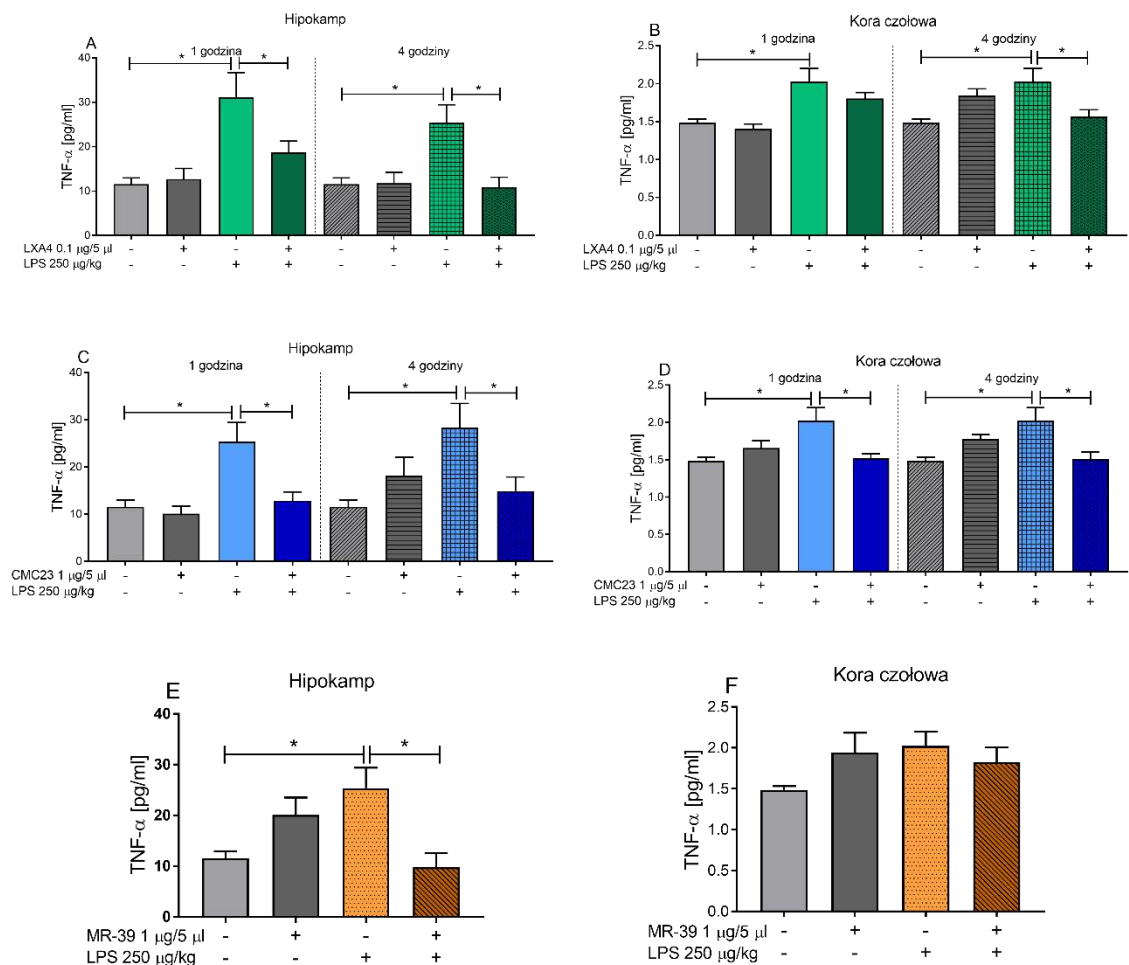 Hipokamp
A
1 godzina
4 godziny
* * * *
40
30
20
10
0
TNF-α [pg/ml]
LXA4 0.1 µg/5 µl - + - + - + - +
LPS 250 µg/kg - - + + - - + +
Kora czołowa
B
1 godzina
4 godziny
* * *
2.5
2.0
1.5
1.0
0.5
0.0
TNF-α [pg/ml]
LXA4 0.1 µg/5 µl - + - + - + - +
LPS 250 µg/kg - - + + - - + +
Hipokamp
C
1 godzina
4 godziny
* * * *
40
30
20
10
0
TNF-α [pg/ml]
CMC23 1 µg/5 µl - + - + - + - +
LPS 250 µg/kg - - + + - - + +
Kora czołowa
D
1 godzina
4 godziny
* * * *
2.5
2.0
1.5
1.0
0.5
0.0
TNF-α [pg/ml]
CMC23 1 µg/5 µl - + - + - + - +
LPS 250 µg/kg - - + + - - + +
E
Hipokamp
* *
40
30
20
10
0
TNF-α [pg/ml]
MR-39 1 µg/5 µl - + - +
LPS 250 µg/kg - - + +
F
Kora czołowa
2.5
2.0
1.5
1.0
0.5
0.0
TNF-α [pg/ml]
MR-39 1 µg/5 µl - + - +
LPS 250 µg/kg - - + +